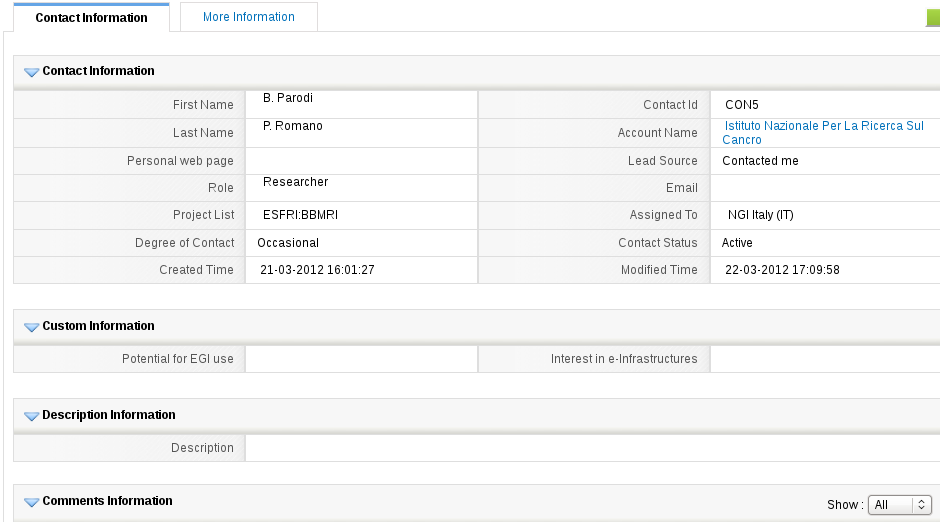 Contact Information More Information
Contact Information
First Name B. Parodi Contact Id CON5
Last Name P. Romano Account Name Istituto Nazionale Per La Ricerca Sul
Cancro
Personal web page Lead Source Contacted me
Role Researcher Email
Project List ESFRI:BBMRI Assigned To NGI Italy (IT)
Degree of Contact Occasional Contact Status Active
Created Time 21-03-2012 16:01:27 Modified Time 22-03-2012 17:09:58
Custom Information
Potential for EGI use Interest in e-Infrastructures
Description Information
Description
Comments Information Show : All